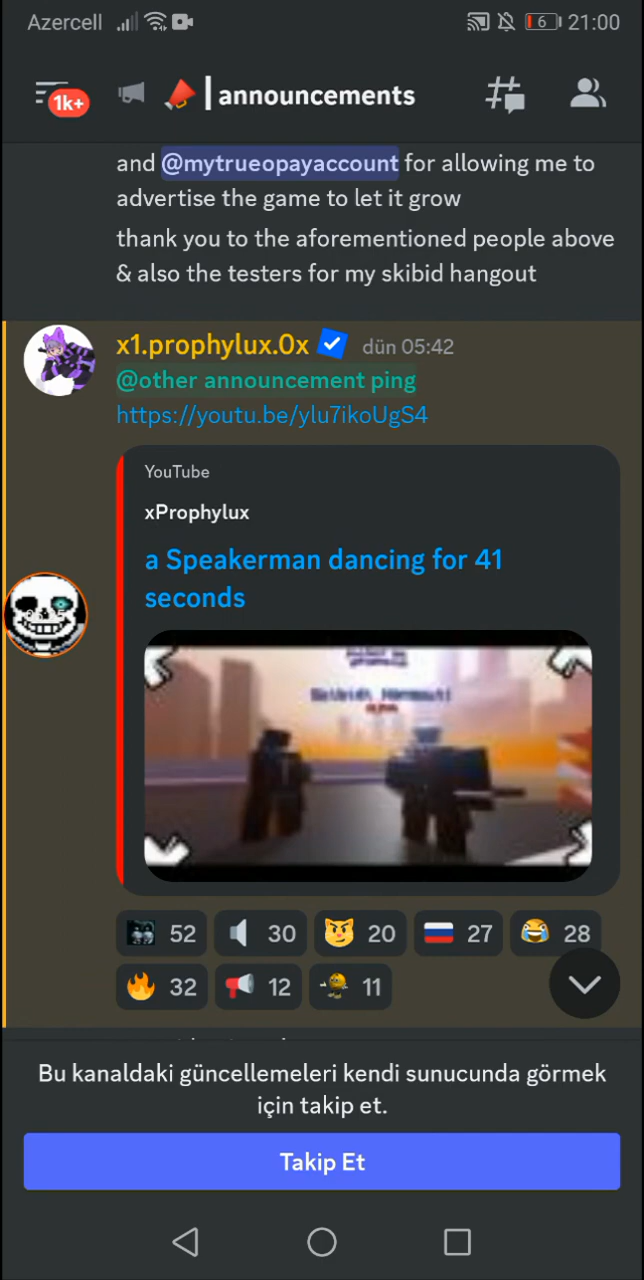 Azercell 6 21:00
1k+ announcements
and @mytrueopayaccount for allowing me to
advertise the game to let it grow
thank you to the aforementioned people above
& also the testers for my skibid hangout
x1.prophylux.0x dün 05:42
@other announcement ping
https://youtu.be/ylu7ikoUgS4
YouTube
xProphylux
a Speakerman dancing for 41
seconds
52 30 20 27 28
32 12 11
Bu kanaldaki güncellemeleri kendi sunucunda görmek
için takip et.
Takip Et